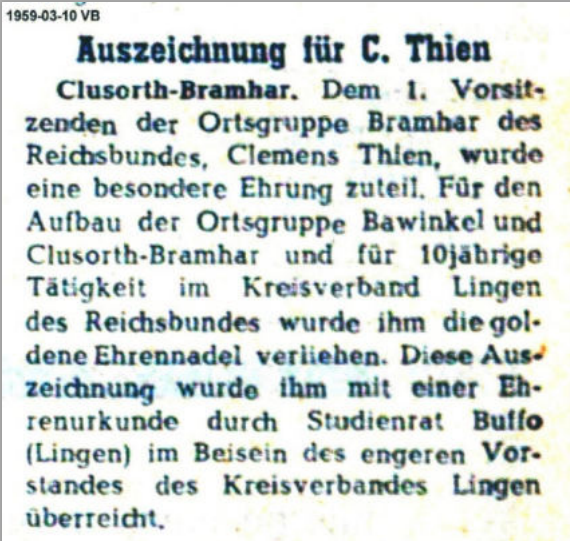 1959-03-10 VB
Auszeichnung für C. Thien
Clusorth-Bramhar. Dem 1. Vorsit-
zenden der Ortsgruppe Bramhar des
Reichsbundes, Clemens Thien, wurde
eine besondere Ehrung zuteil. Für den
Aufbau der Ortsgruppe Bawinkel und
Clusorth-Bramhar und für 10jährige
Tätigkeit im Kreisverband Lingen
des Reichsbundes wurde ihm die gol-
dene Ehrennadel verliehen. Diese Aus-
zeichnung wurde ihm mit einer Eh-
renurkunde durch Studienrat Buffo
(Lingen) im Beisein des engeren Vor-
standes des Kreisverbandes Lingen
überreicht.